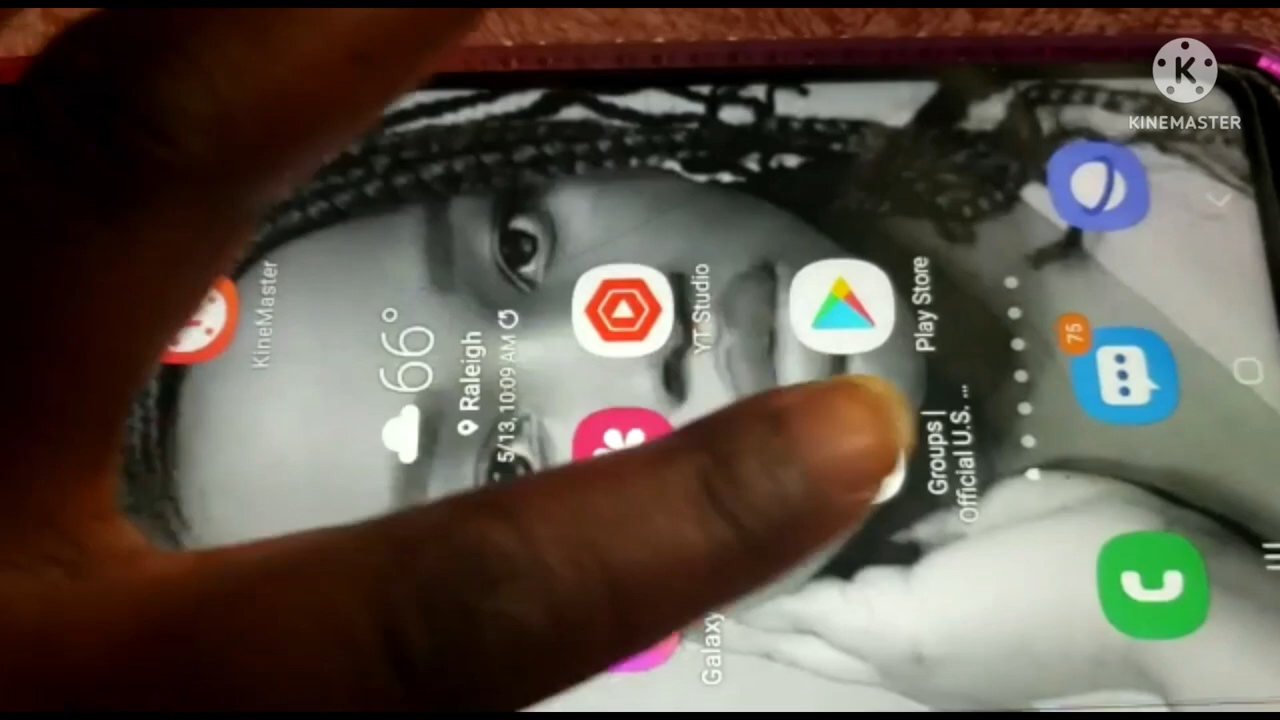 K
KINEMASTER
KineMaster
66°
Raleigh
5/13, 10:09 AM
YT Studio
Play Store
Galaxy
Groups |
Official U.S. ...
75